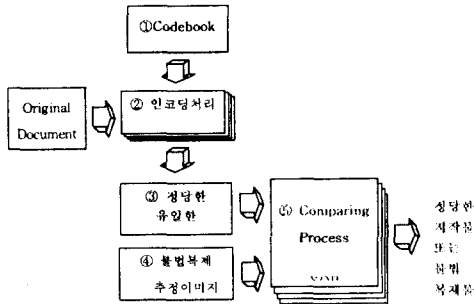 ①Codebook
Original
Document
② 인코딩처리
③ 정당한
유일한
④ 불법복제
추정이미지
⑤ Comparing
Process
정당한
저작물
또는
불법
복제물